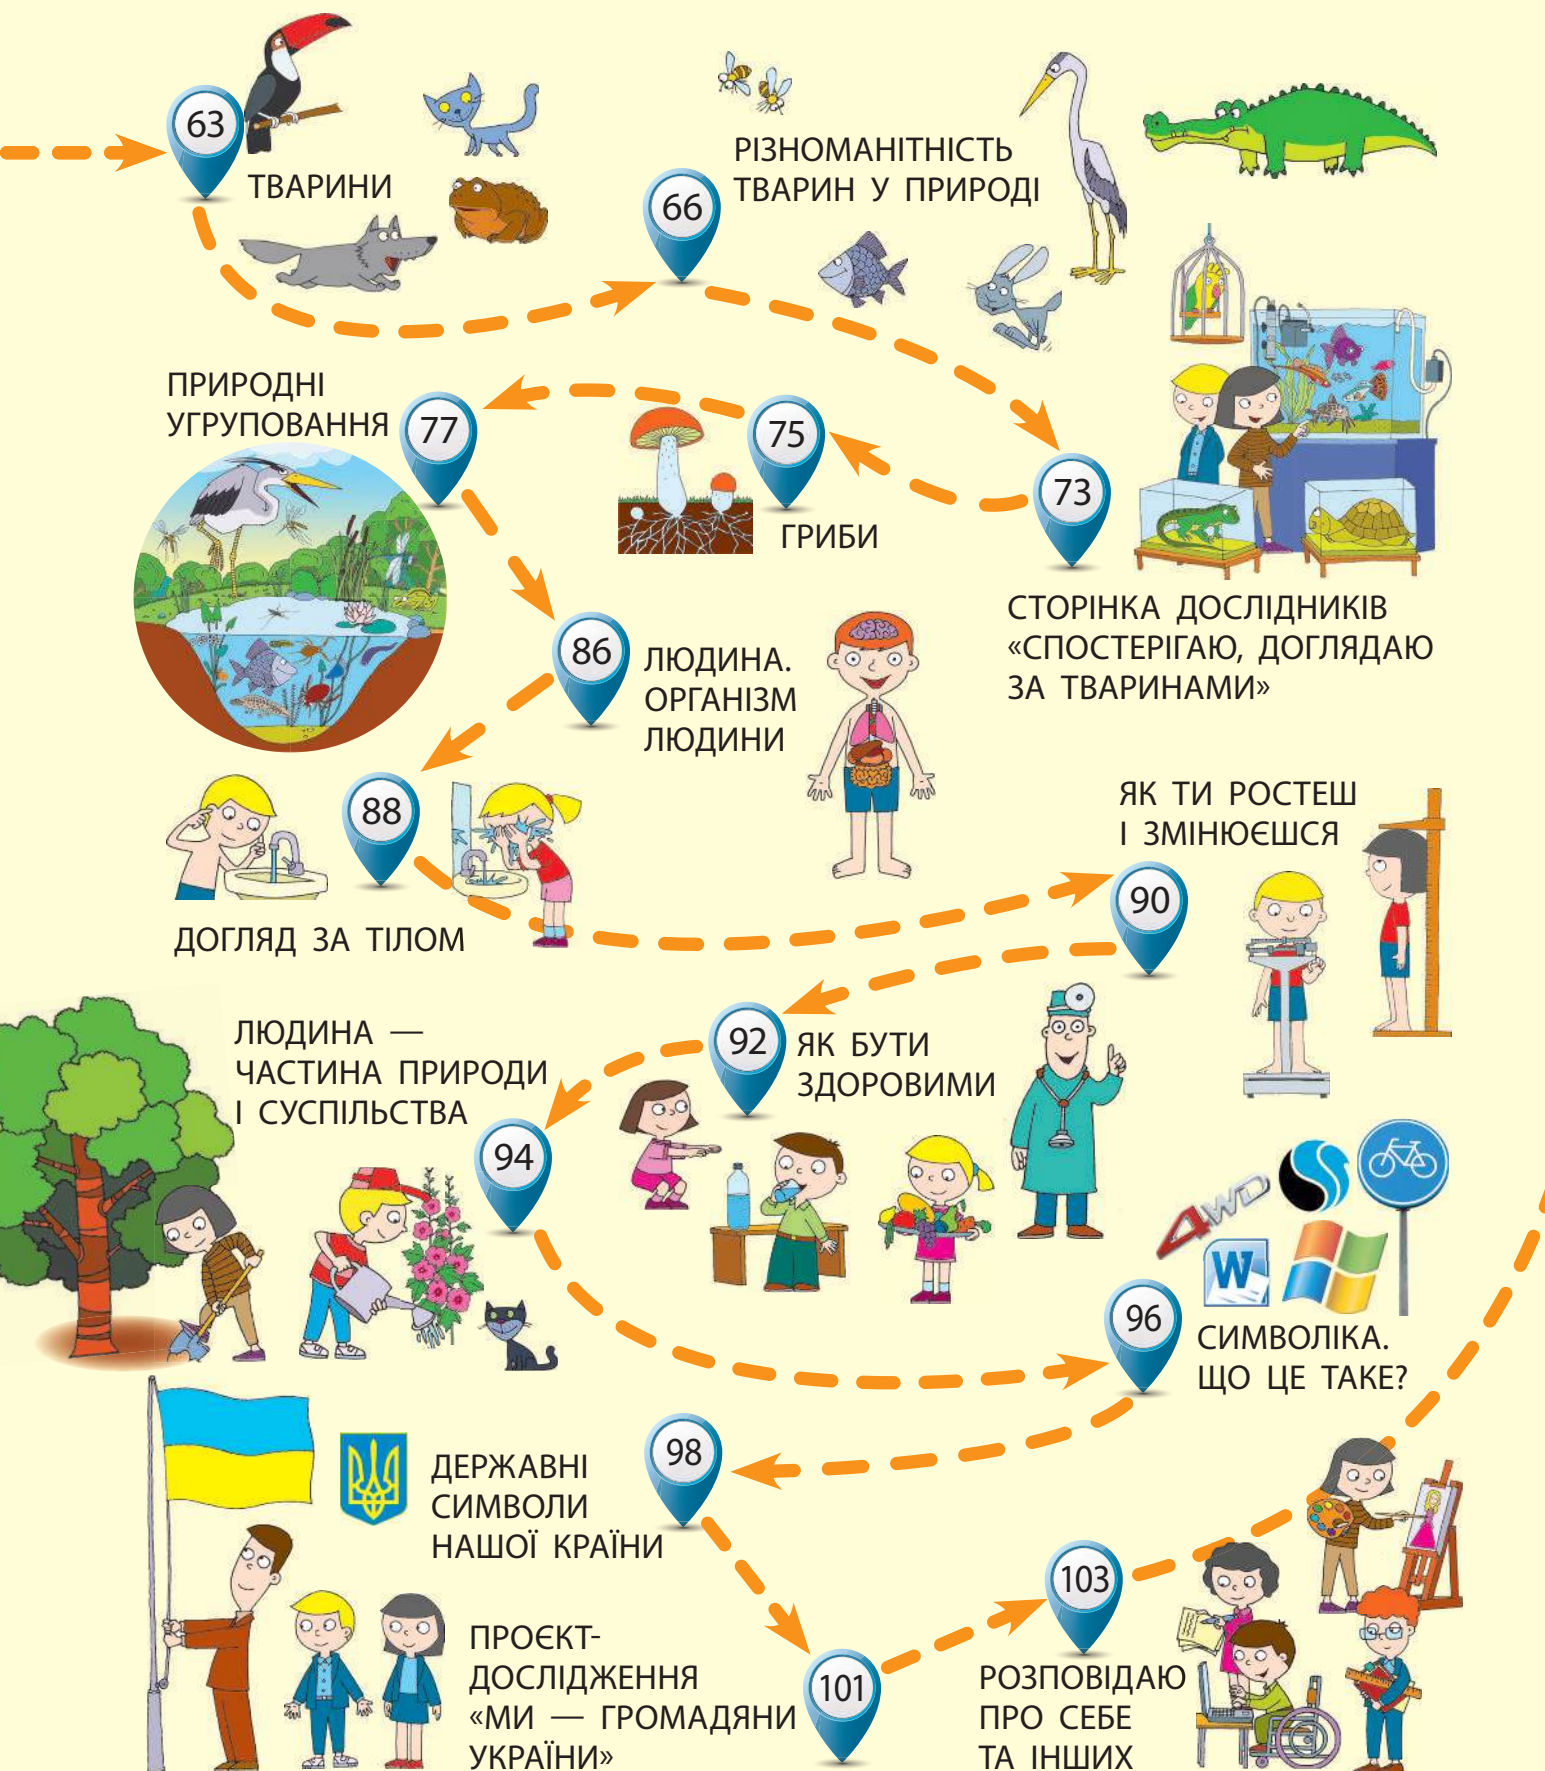 63
ТВАРИНИ
66
РІЗНОМАНІТНІСТЬ
ТВАРИН У ПРИРОДІ
73
СТОРІНКА ДОСЛІДНИКІВ
«СПОСТЕРІГАЮ, ДОГЛЯДАЮ
ЗА ТВАРИНАМИ»
75
ГРИБИ
77
ПРИРОДНІ
УГРУПОВАННЯ
86
ЛЮДИНА.
ОРГАНІЗМ
ЛЮДИНИ
88
ДОГЛЯД ЗА ТІЛОМ
90
ЯК ТИ РОСТЕШ
І ЗМІНЮЄШСЯ
92
ЯК БУТИ
ЗДОРОВИМИ
94
ЛЮДИНА —
ЧАСТИНА ПРИРОДИ
І СУСПІЛЬСТВА
4WD
W
96
СИМВОЛІКА.
ЩО ЦЕ ТАКЕ?
98
ДЕРЖАВНІ
СИМВОЛИ
НАШОЇ КРАЇНИ
101
ПРОЄКТ-
ДОСЛІДЖЕННЯ
«МИ — ГРОМАДЯНИ
УКРАЇНИ»
103
РОЗПОВІДАЮ
ПРО СЕБЕ
ТА ІНШИХ